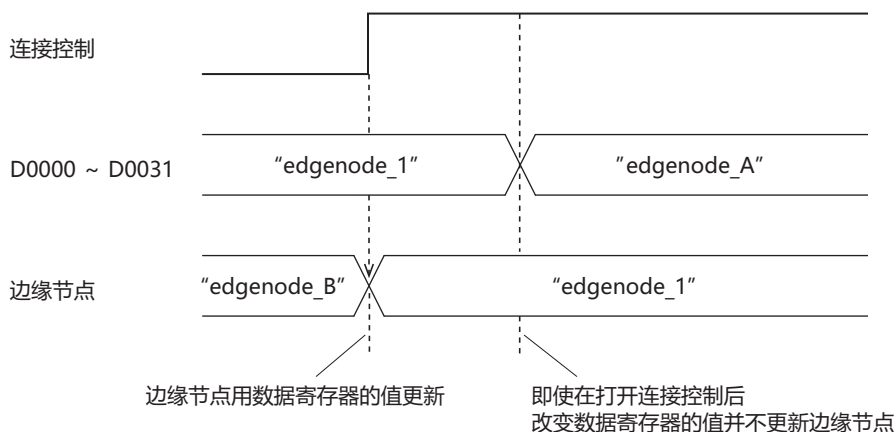 连接控制
D0000 ~ D0031
“edgenode_1”
“edgenode_A”
边缘节点
“edgenode_B”
“edgenode_1”
边缘节点用数据寄存器的值更新
即使在打开连接控制后
改变数据寄存器的值并不更新边缘节点